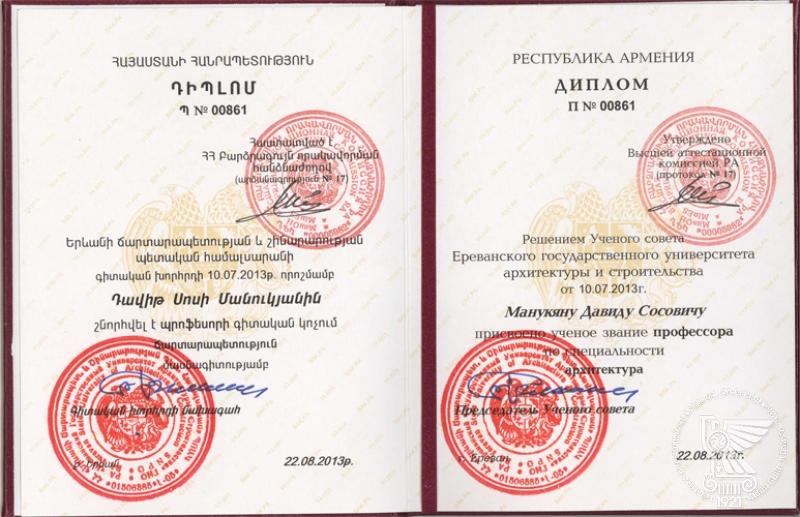 ՀԱՅԱՍՏԱՆԻ ՀԱՆՐԱՊԵՏՈՒԹՅՈՒՆ
ԴԻՊԼՈՄ
Պ № 00861
Հաստատված է
ՀՀ Բարձրագույն որակավորման
հանձնաժողով
(արձանագրություն № 17)
Երևանի ճարտարապետության և շինարարության
պետական համալսարանի
գիտական խորհրդի 10.07.2013թ. որոշմամբ
Դավիթ Սոսի Մանուկյանին
շնորհվել է պրոֆեսորի գիտական կոչում
ճարտարապետություն
մասնագիտությամբ
Գիտական խորհրդի նախագահ
ք. Երևան
22.08.2013թ.
РЕСПУБЛИКА АРМЕНИЯ
ДИПЛОМ
П № 00861
Утверждено
Высшей аттестационной
комиссией РА
(протокол № 17)
Решением Ученого совета
Ереванского государственного университета
архитектуры и строительства
от 10.07.2013г.
Манукяну Давиду Сосовичу
присвоено ученое звание профессора
по специальности
архитектура
Председатель Ученого совета
г. Ереван
22.08.2013г.
1921